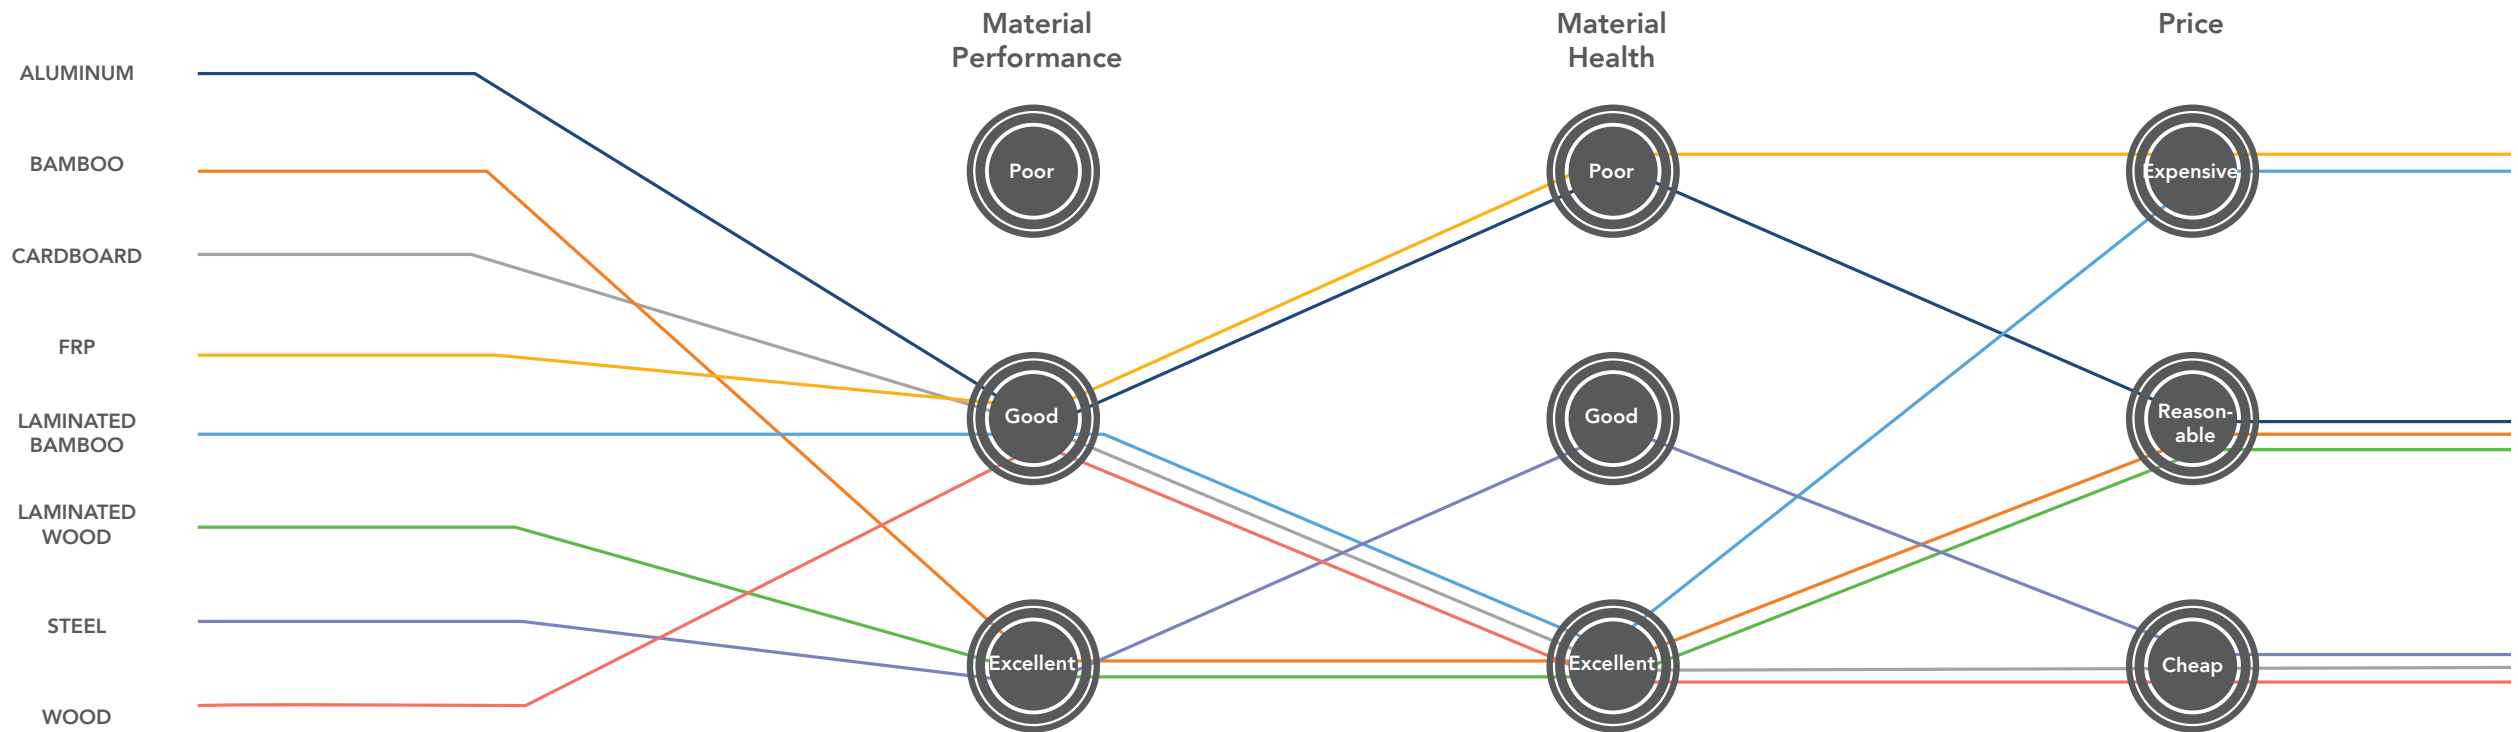 Material
Performance
Material
Health
Price
ALUMINUM
BAMBOO
CARDBOARD
FRP
LAMINATED
BAMBOO
LAMINATED
WOOD
STEEL
WOOD
Poor
Good
Excellent
Poor
Good
Excellent
Expensive
Reason-
able
Cheap